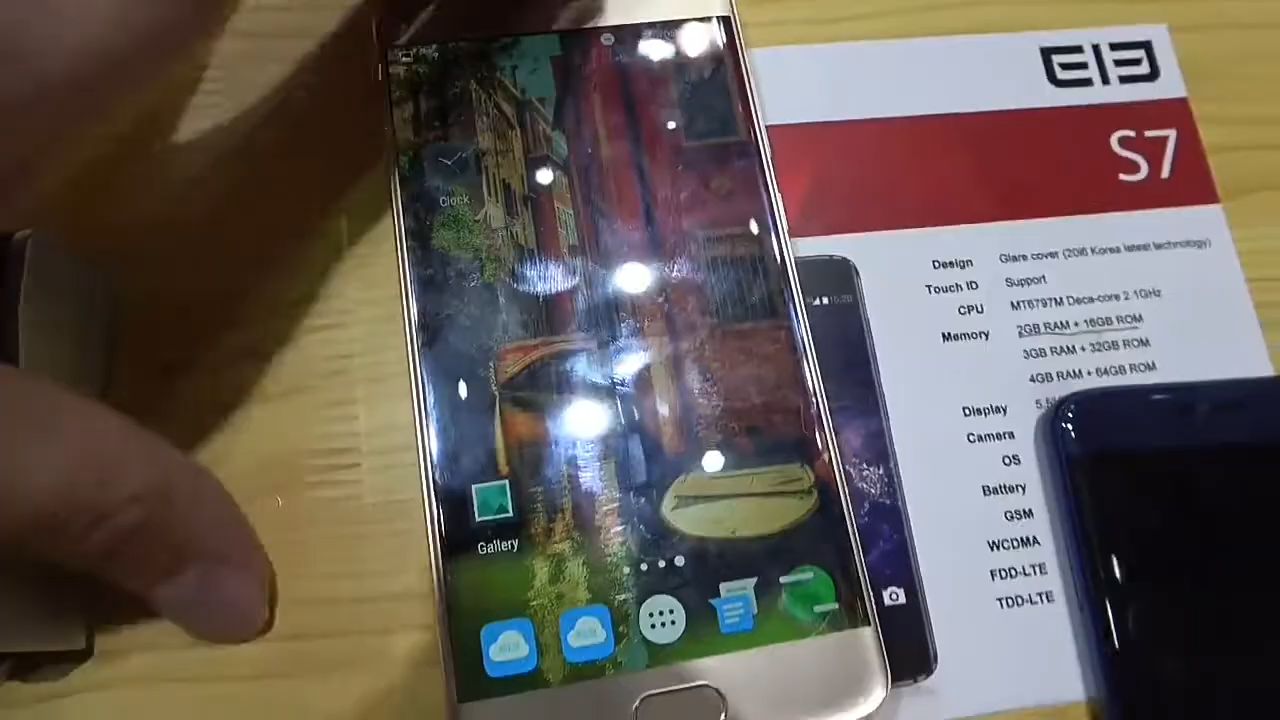 Clock
Gallery
S7
Design Glare cover (2016 Korea latest technology)
Touch ID Support
CPU MT6797M Deca-core 2.1GHz
Memory 2GB RAM + 16GB ROM
3GB RAM + 32GB ROM
4GB RAM + 64GB ROM
Display
Camera
OS
Battery
GSM
WCDMA
FDD-LTE
TDD-LTE